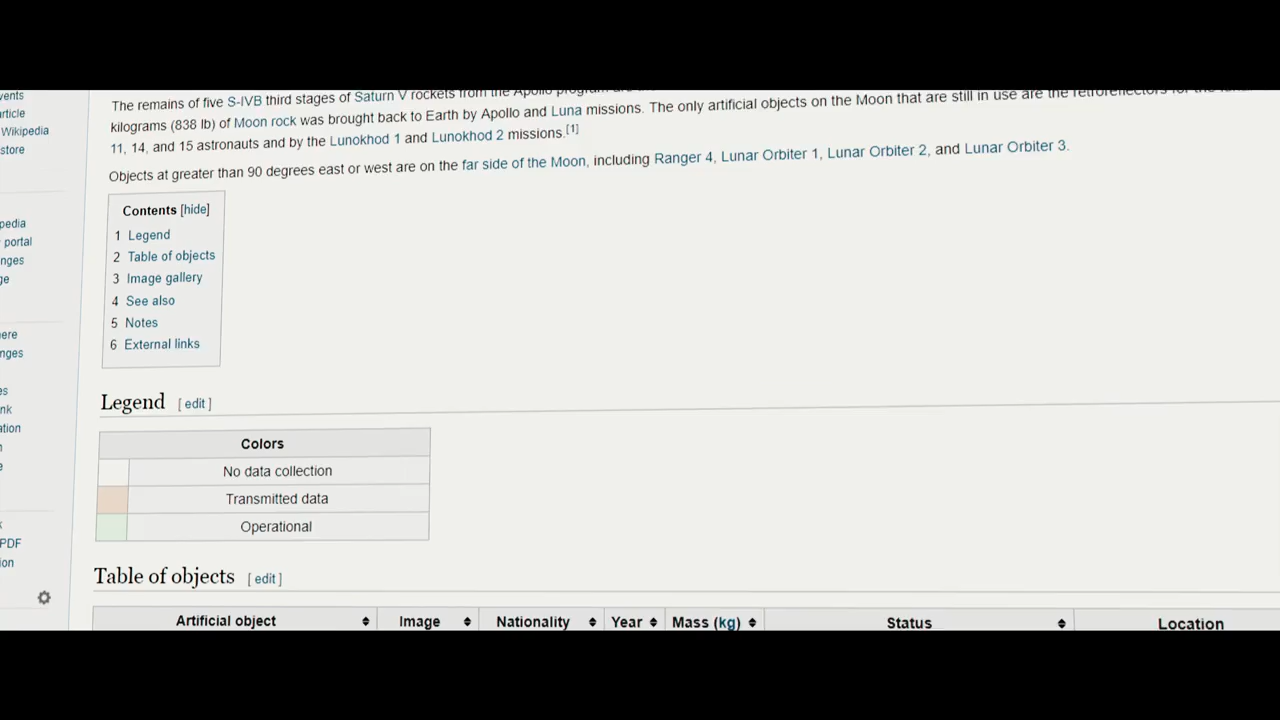 The remains of five S-IVB third stages of Saturn V rockets from the Apollo program are the
kilograms (838 lb) of Moon rock was brought back to Earth by Apollo and Luna missions. The only artificial objects on the Moon that are still in use are the retroreflectors for the
11, 14, and 15 astronauts and by the Lunokhod 1 and Lunokhod 2 missions.[1]
Objects at greater than 90 degrees east or west are on the far side of the Moon, including Ranger 4, Lunar Orbiter 1, Lunar Orbiter 2, and Lunar Orbiter 3.
Contents [hide]
1 Legend
2 Table of objects
3 Image gallery
4 See also
5 Notes
6 External links
Legend [ edit ]
Colors
No data collection
Transmitted data
Operational
Table of objects [ edit ]
Artificial object Image Nationality Year Mass (kg) Status Location
vents
article
Wikipedia
store
pedia
portal
nges
ge
ere
nges
es
nk
ation
n
e
k
PDF
ion